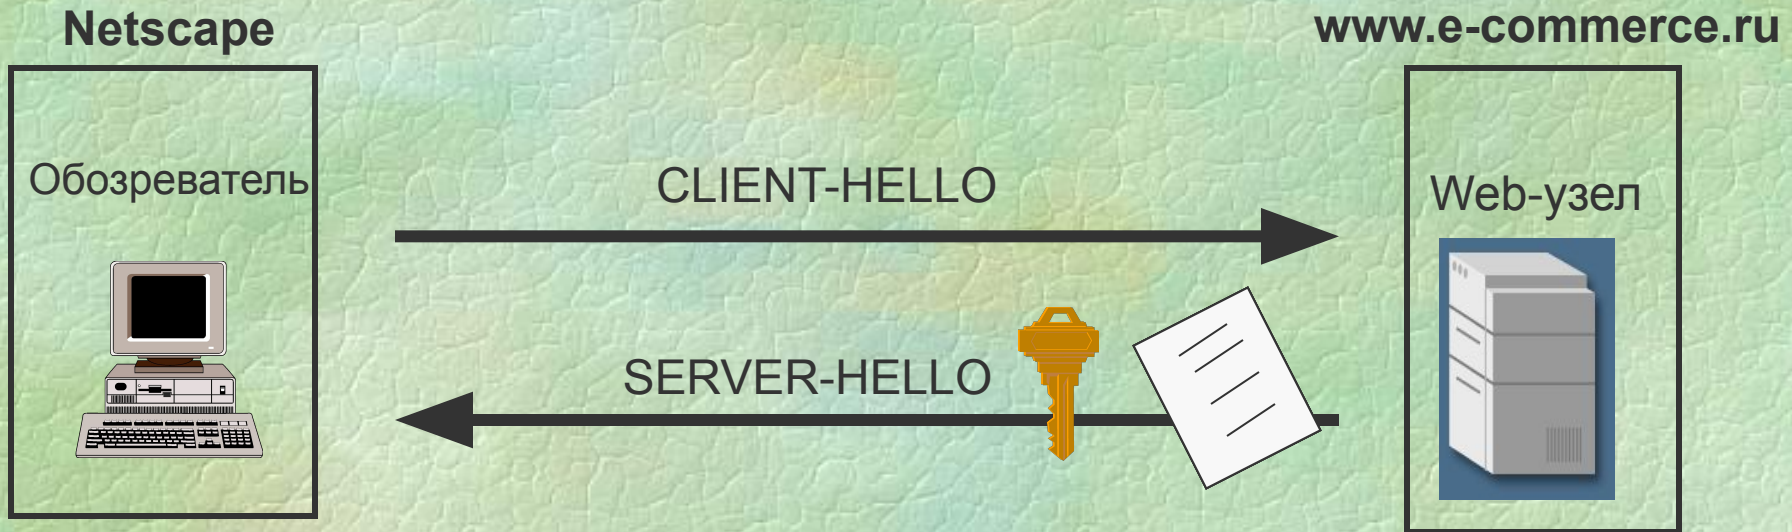 Netscape
www.e-commerce.ru
Обозреватель
CLIENT-HELLO
Web-узел
SERVER-HELLO